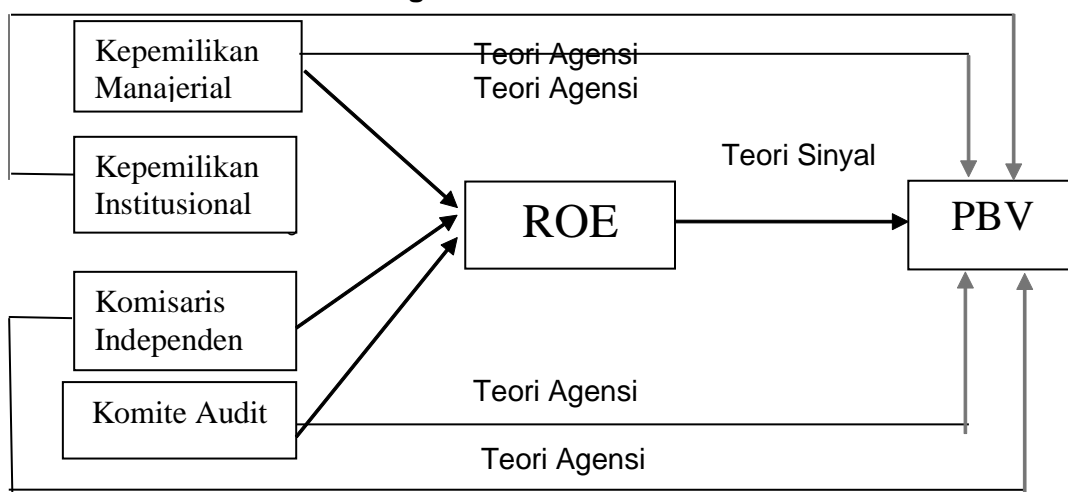 Kepemilikan
Manajerial
Teori Agensi
Teori Agensi
Kepemilikan
Institusional
Teori Sinyal
ROE
PBV
Komisaris
Independen
Komite Audit
Teori Agensi
Teori Agensi